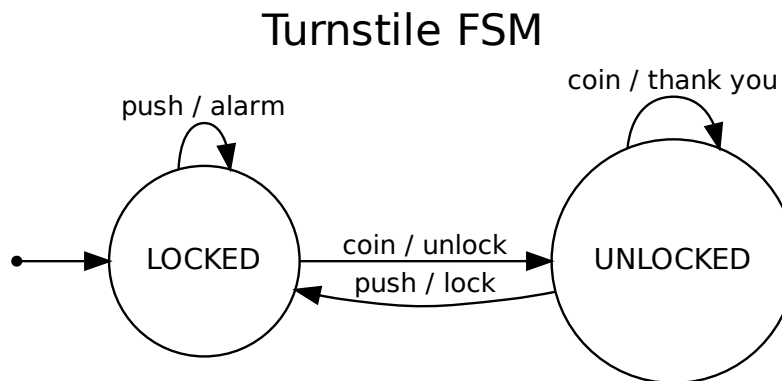 Turnstile FSM
push / alarm
coin / thank you
LOCKED
coin / unlock
push / lock
UNLOCKED